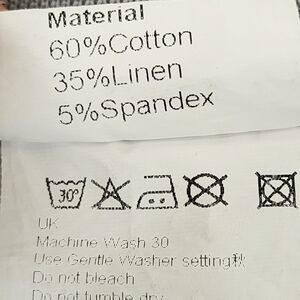 Material
60%Cotton
35%Linen
5%Spandex
30°
UK
Machine Wash 30
Use Gentle Washer setting秋
Do not bleach
Do not tumble dry